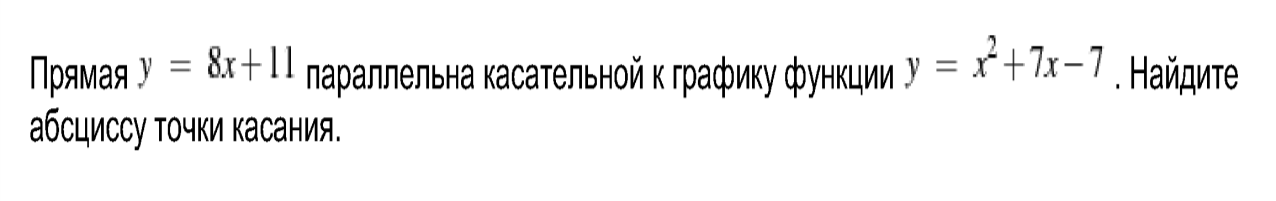 Прямая y = 8x+11 параллельна касательной к графику функции y = x²+7x−7 . Найдите
абсциссу точки касания.